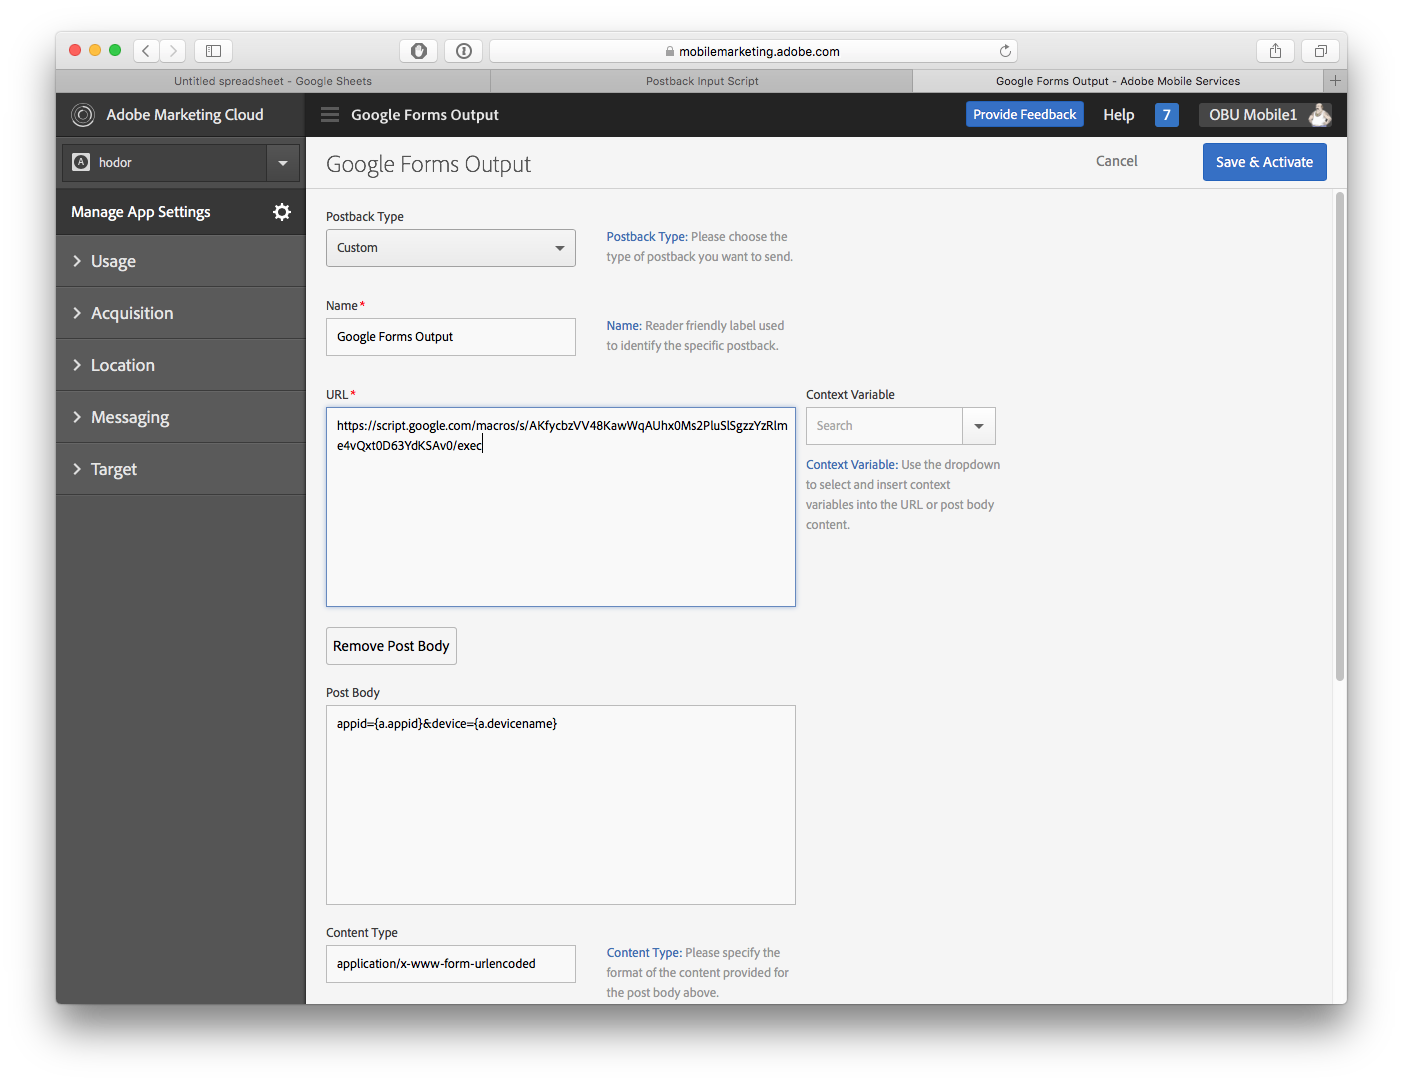 mobilemarketing.adobe.com
Untitled spreadsheet - Google Sheets
Postback Input Script
Google Forms Output - Adobe Mobile Services
Adobe Marketing Cloud
Google Forms Output
Provide Feedback
Help
7
OBU Mobile1
hodor
Google Forms Output
Cancel
Save & Activate
Manage App Settings
Usage
Acquisition
Location
Messaging
Target
Postback Type
Custom
Postback Type: Please choose the
type of postback you want to send.
Name*
Google Forms Output
Name: Reader friendly label used
to identify the specific postback.
URL*
https://script.google.com/macros/s/AKfycbzVV48KawWqAUhx0Ms2PluSlSgzzYzRlm
e4vQxt0D63YdKSAv0/exec
Context Variable
Search
Context Variable: Use the dropdown
to select and insert context
variables into the URL or post body
content.
Remove Post Body
Post Body
appid={a.appid}&device={a.devicename}
Content Type
application/x-www-form-urlencoded
Content Type: Please specify the
format of the content provided for
the post body above.